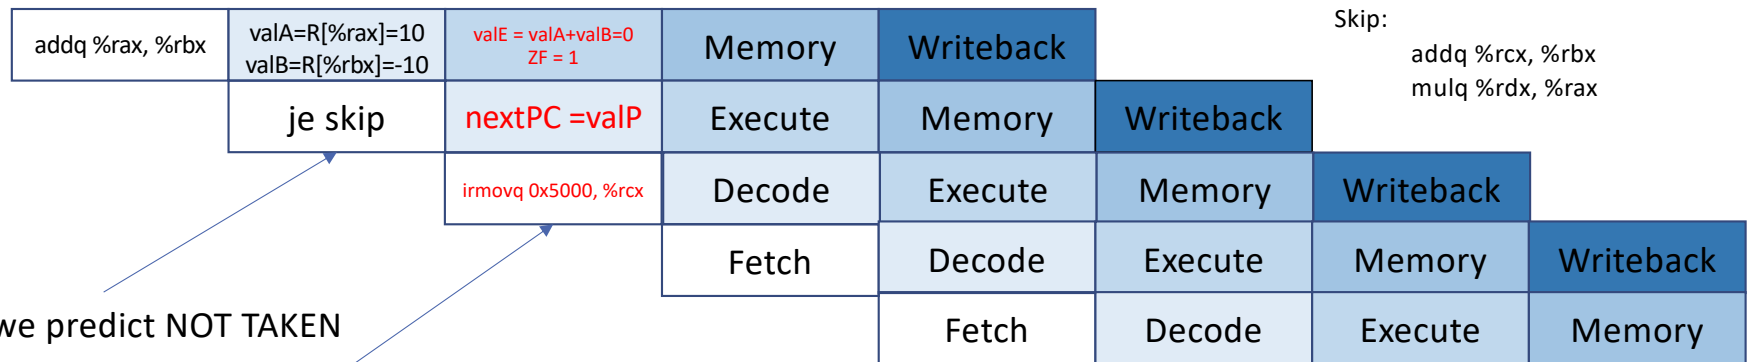 addq %rax, %rbx
valA=R[%rax]=10
valB=R[%rbx]=-10
valE = valA+valB=0
ZF = 1
Memory
Writeback
Skip:
addq %rcx, %rbx
mulq %rdx, %rax
je skip
nextPC =valP
Execute
Memory
Writeback
irmovq 0x5000, %rcx
Decode
Execute
Memory
Writeback
Fetch
Decode
Execute
Memory
Writeback
we predict NOT TAKEN
Fetch
Decode
Execute
Memory